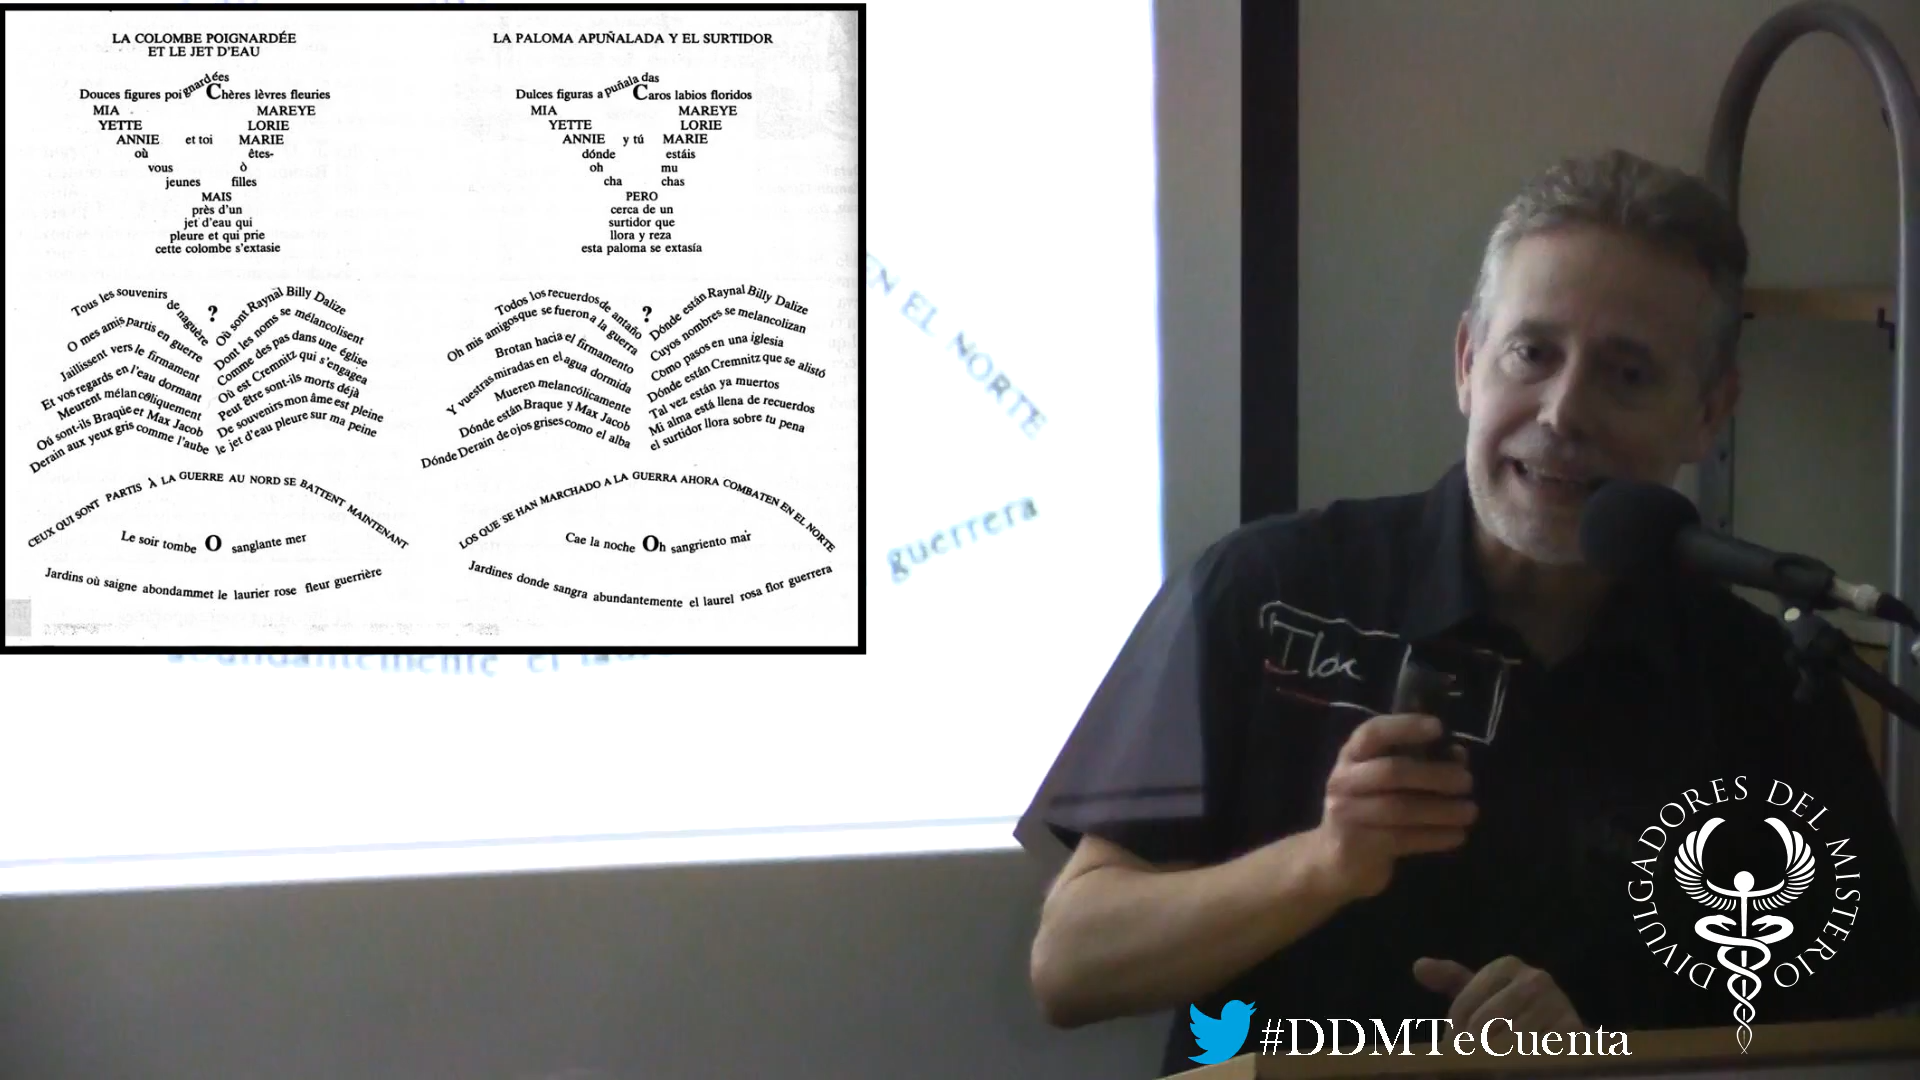 LA COLOMBE POIGNARDÉE
ET LE JET D'EAU
Douces figures poignardées Chères lèvres fleuries
MIA MAREYE
YETTE LORIE
ANNIE et toi MARIE
où êtes-
vous ò
jeunes filles
MAIS
près d'un
jet d'eau qui
pleure et qui prie
cette colombe s'extasie
Tous les souvenirs de naguère
O mes amis partis en guerre
Jaillissent vers le firmament
Et vos regards en l'eau dormant
Meurent mélancoliquement
Où sont-ils Braque et Max Jacob
Derain aux yeux gris comme l'aube
?
Où sont Raynal Billy Dalize
Dont les noms se mélancolisent
Comme des pas dans une église
Où est Cremnitz qui s'engagea
Peut être sont-ils morts déjà
De souvenirs mon âme est pleine
le jet d'eau pleure sur ma peine
CEUX QUI SONT PARTIS À LA GUERRE AU NORD SE BATTENT MAINTENANT
Le soir tombe O sanglante mer
Jardins où saigne abondammet le laurier rose fleur guerrière
LA PALOMA APUÑALADA Y EL SURTIDOR
Dulces figuras apuñaladas Caros labios floridos
MIA MAREYE
YETTE LORIE
ANNIE y tú MARIE
dónde estáis
oh mu
cha chas
PERO
cerca de un
surtidor que
llora y reza
esta paloma se extasía
Todos los recuerdos de antaño
Oh mis amigos que se fueron a la guerra
Brotan hacia el firmamento
Y vuestras miradas en el agua dormida
Mueren melancólicamente
Dónde están Braque y Max Jacob
Dónde Derain de ojos grises como el alba
?
Dónde están Raynal Billy Dalize
Cuyos nombres se melancolizan
Como pasos en una iglesia
Dónde están Cremnitz que se alistó
Tal vez están ya muertos
Mi alma está llena de recuerdos
el surtidor llora sobre tu pena
LOS QUE SE HAN MARCHADO A LA GUERRA AHORA COMBATEN EN EL NORTE
Cae la noche Oh sangriento mar
Jardines donde sangra abundantemente el laurel rosa flor guerrera
EN EL NORTE
guerrera
abundantemente el
DIVULGADORES DEL MISTERIO
#DDMTeCuenta